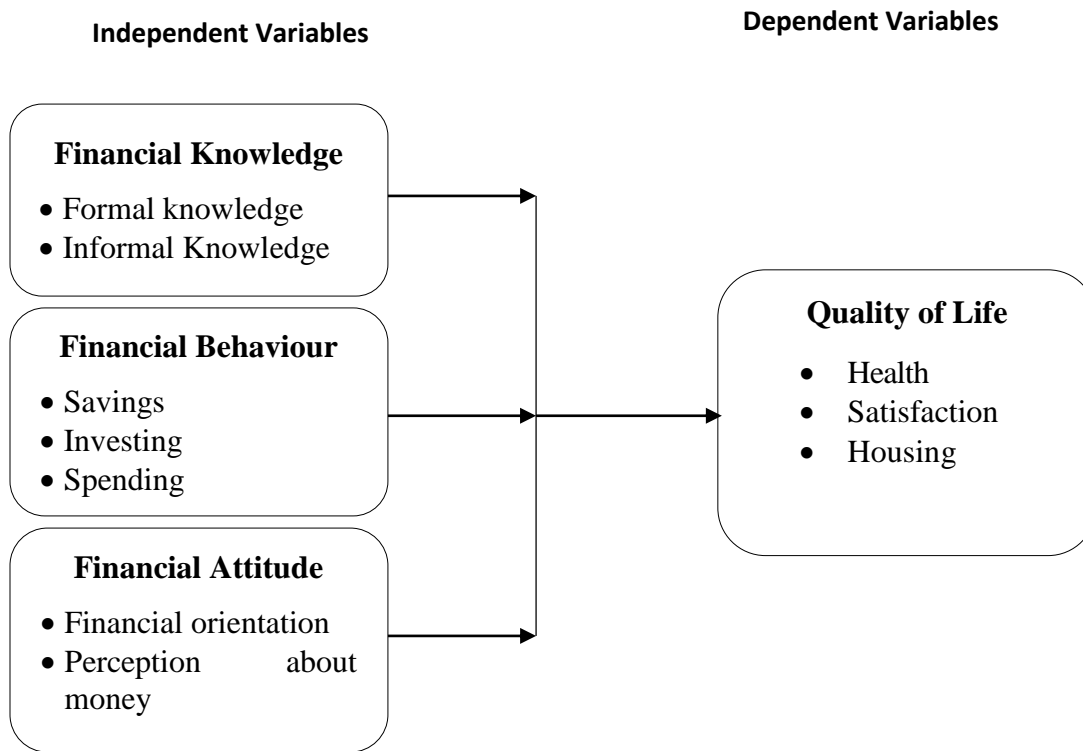 Independent Variables
Dependent Variables
Financial Knowledge
• Formal knowledge
• Informal Knowledge
Financial Behaviour
• Savings
• Investing
• Spending
Financial Attitude
• Financial orientation
• Perception about
money
Quality of Life
• Health
• Satisfaction
• Housing